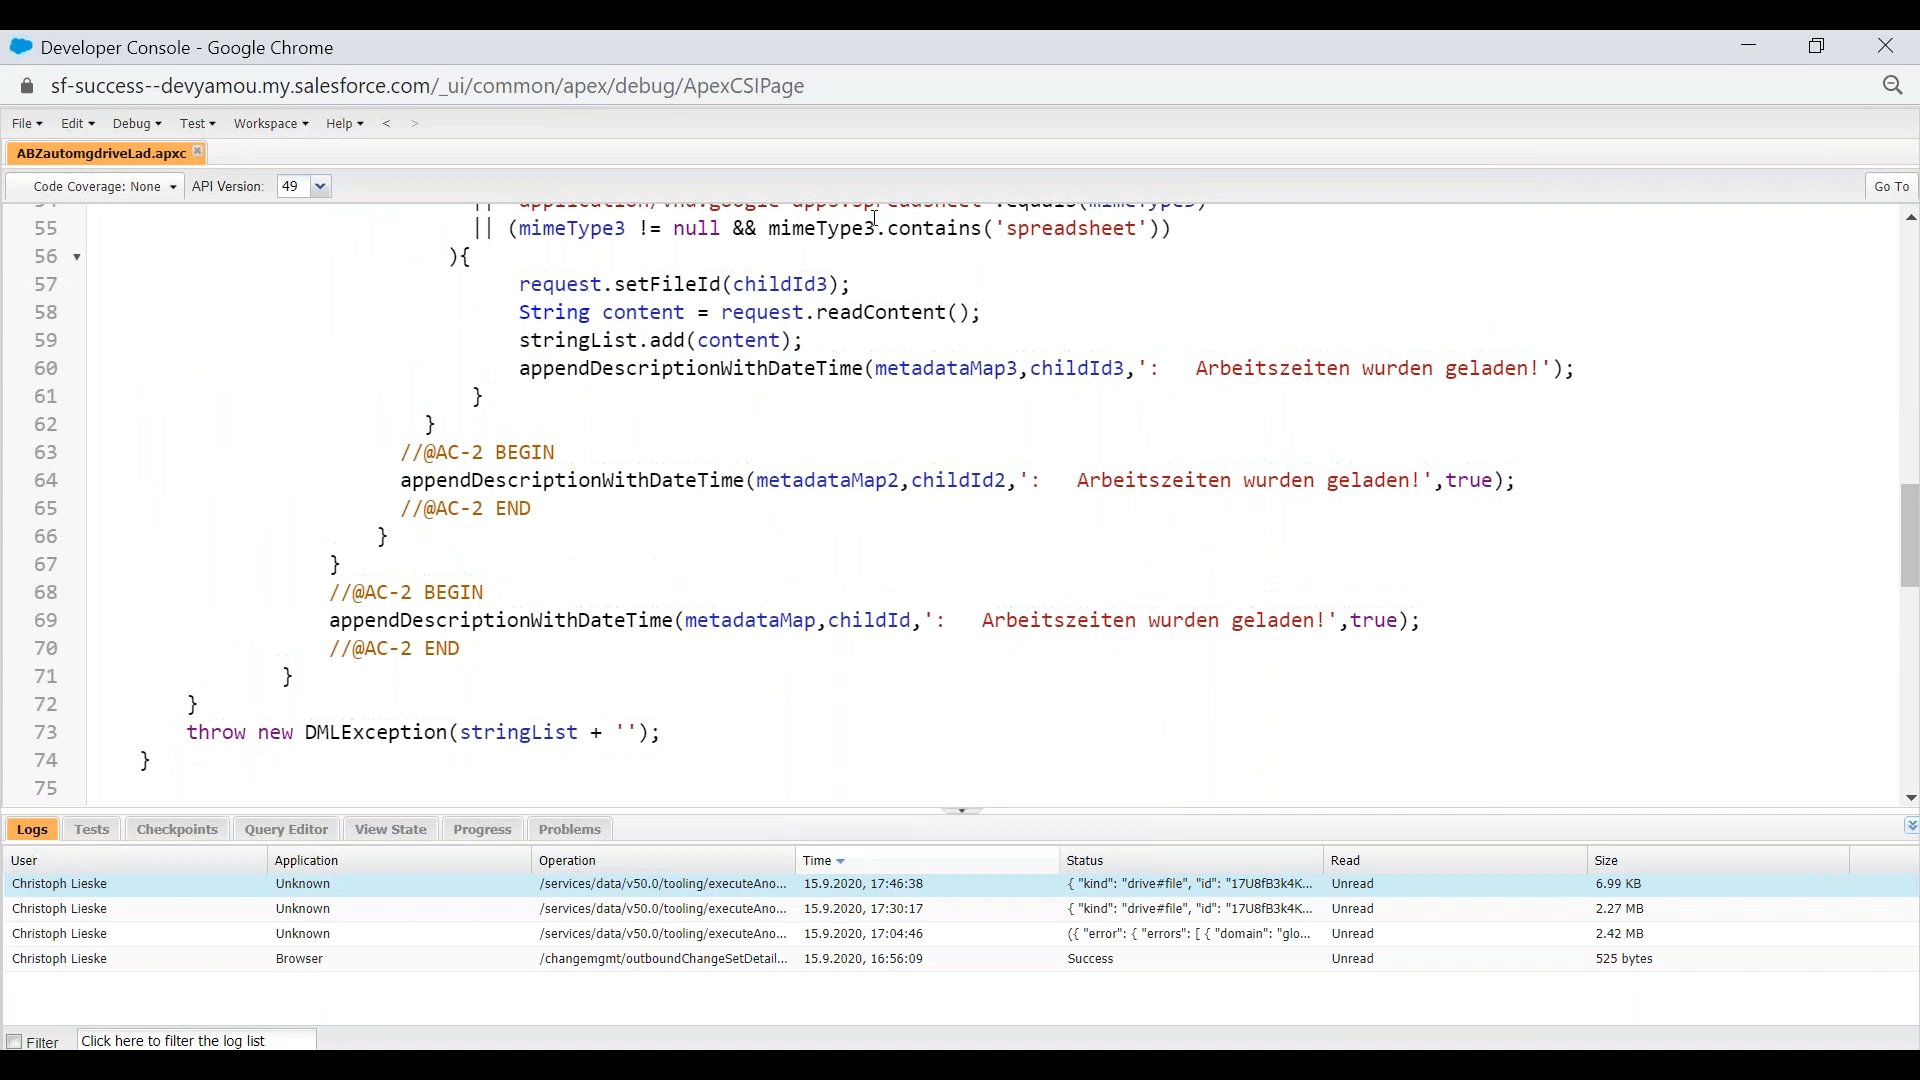 Developer Console - Google Chrome
sf-success--devyamou.my.salesforce.com/_ui/common/apex/debug/ApexCSIPage
File Edit Debug Test Workspace Help < >
ABZautomgdriveLad.apxc
Code Coverage: None API Version: 49 Go To
55 || (mimeType3 != null && mimeType3.contains('spreadsheet'))
56 ){
57 request.setFileId(childId3);
58 String content = request.readContent();
59 stringList.add(content);
60 appendDescriptionWithDateTime(metadataMap3,childId3,':   Arbeitszeiten wurden geladen!');
61 }
62 }
63 //@AC-2 BEGIN
64 appendDescriptionWithDateTime(metadataMap2,childId2,':   Arbeitszeiten wurden geladen!',true);
65 //@AC-2 END
66 }
67 }
68 //@AC-2 BEGIN
69 appendDescriptionWithDateTime(metadataMap,childId,':   Arbeitszeiten wurden geladen!',true);
70 //@AC-2 END
71 }
72 }
73 throw new DMLException(stringList + '');
74 }
75
Logs Tests Checkpoints Query Editor View State Progress Problems
User Application Operation Time Status Read Size
Christoph Lieske Unknown /services/data/v50.0/tooling/executeAno... 15.9.2020, 17:46:38 { "kind": "drive#file", "id": "17U8fB3k4K... Unread 6.99 KB
Christoph Lieske Unknown /services/data/v50.0/tooling/executeAno... 15.9.2020, 17:30:17 { "kind": "drive#file", "id": "17U8fB3k4K... Unread 2.27 MB
Christoph Lieske Unknown /services/data/v50.0/tooling/executeAno... 15.9.2020, 17:04:46 ({ "error": { "errors": [ { "domain": "glo... Unread 2.42 MB
Christoph Lieske Browser /changemgmt/outboundChangeSetDetail... 15.9.2020, 16:56:09 Success Unread 525 bytes
Filter Click here to filter the log list